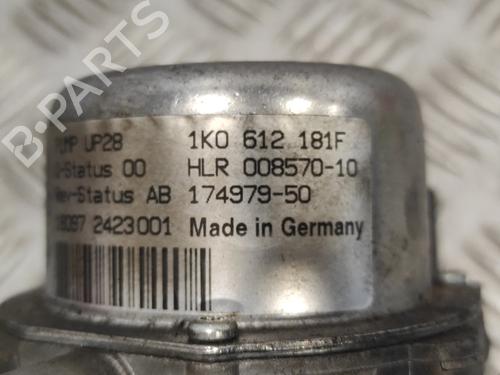 B-PARTS
UP28 1K0 612 181F
-Status 00 HLR 008570-10
-Status AB 174979-50
2423001 Made in Germany